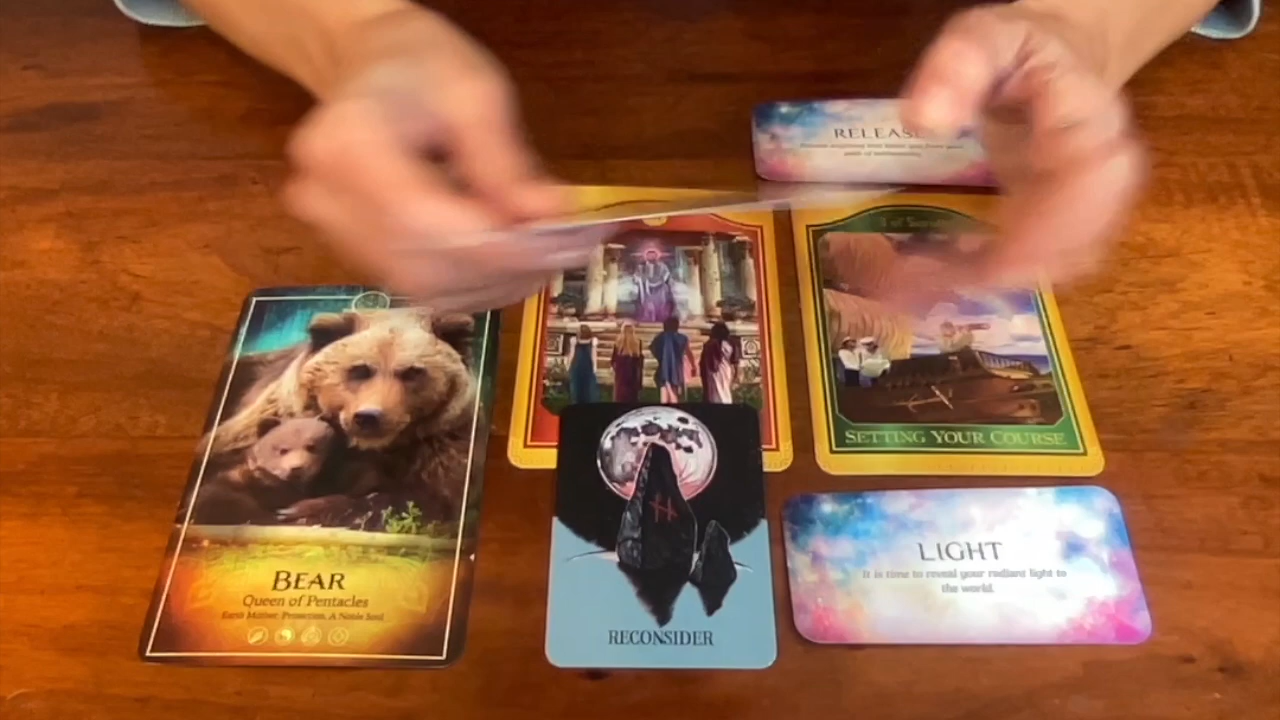 RELEASE
SETTING YOUR COURSE
LIGHT
It is time to reveal your radiant light to
the world.
BEAR
Queen of Pentacles
Earth Mother, Protection, A Noble Soul
RECONSIDER